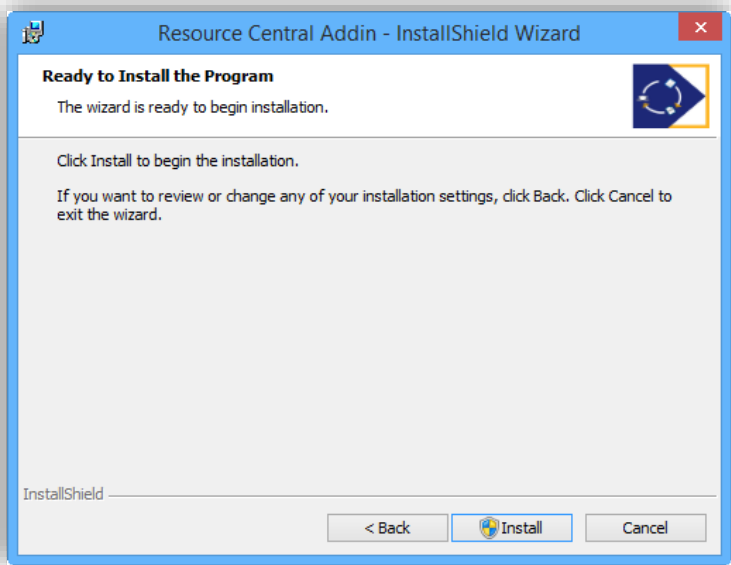 Resource Central Addin - InstallShield Wizard
Ready to Install the Program
The wizard is ready to begin installation.
Click Install to begin the installation.
If you want to review or change any of your installation settings, click Back. Click Cancel to
exit the wizard.
InstallShield
< Back
Install
Cancel